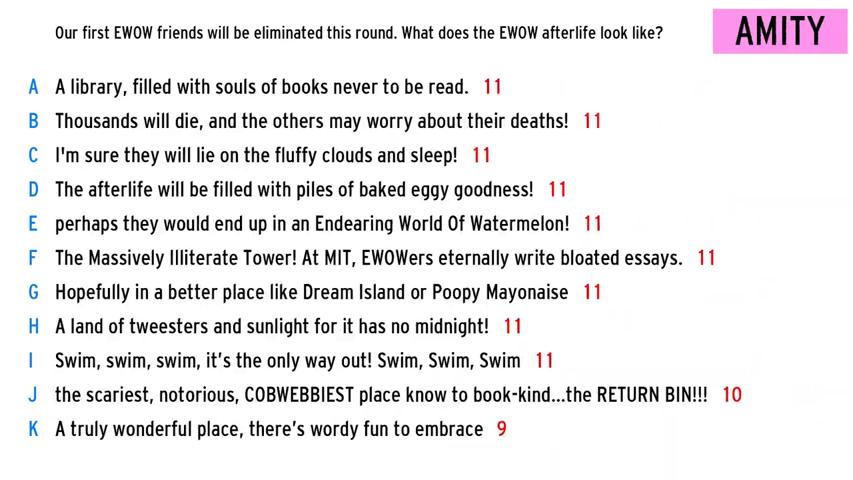 Our first EWOW friends will be eliminated this round. What does the EWOW afterlife look like?
AMITY
A A library, filled with souls of books never to be read. 11
B Thousands will die, and the others may worry about their deaths! 11
C I'm sure they will lie on the fluffy clouds and sleep! 11
D The afterlife will be filled with piles of baked eggy goodness! 11
E perhaps they would end up in an Endearing World Of Watermelon! 11
F The Massively Illiterate Tower! At MIT, EWOWers eternally write bloated essays. 11
G Hopefully in a better place like Dream Island or Poopy Mayonaise 11
H A land of tweesters and sunlight for it has no midnight! 11
I Swim, swim, swim, it's the only way out! Swim, Swim, Swim 11
J the scariest, notorious, COBWEBBIEST place know to book-kind...the RETURN BIN!!! 10
K A truly wonderful place, there's wordy fun to embrace 9